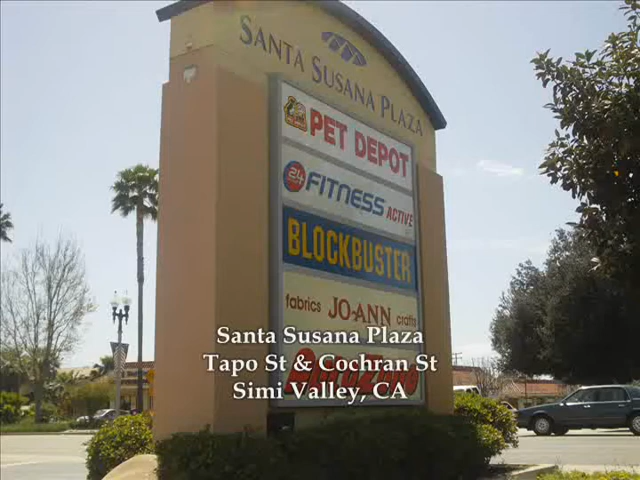 SANTA SUSANA PLAZA
PET DEPOT
24 FITNESS ACTIVE
BLOCKBUSTER
fabrics JO-ANN crafts
Santa Susana Plaza
Tapo St & Cochran St
Simi Valley, CA